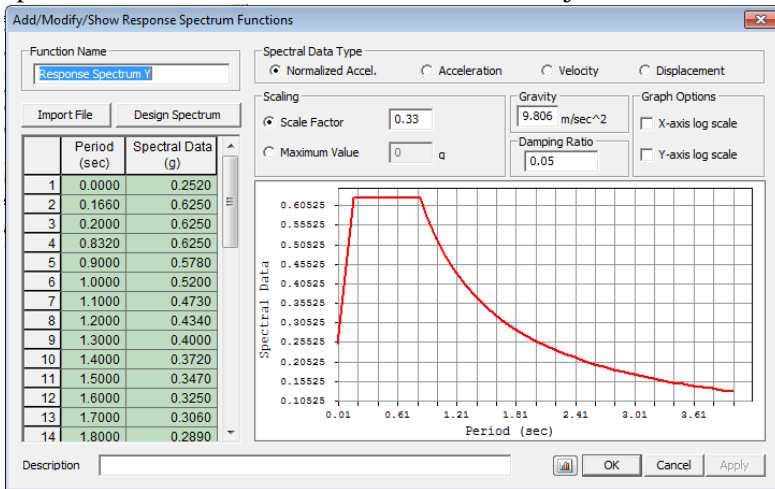 Add/Modify/Show Response Spectrum Functions
Function Name
Response Spectrum Y
Import File
Design Spectrum
Spectral Data Type
Normalized Accel.
Acceleration
Velocity
Displacement
Scaling
Scale Factor
0.33
Maximum Value
0
g
Gravity
9.806 m/sec^2
Damping Ratio
0.05
Graph Options
X-axis log scale
Y-axis log scale
Period (sec) Spectral Data (g)
1 0.0000 0.2520
2 0.1660 0.6250
3 0.2000 0.6250
4 0.8320 0.6250
5 0.9000 0.5780
6 1.0000 0.5200
7 1.1000 0.4730
8 1.2000 0.4340
9 1.3000 0.4000
10 1.4000 0.3720
11 1.5000 0.3470
12 1.6000 0.3250
13 1.7000 0.3060
14 1.8000 0.2890
Spectral Data
0.60525
0.55525
0.50525
0.45525
0.40525
0.35525
0.30525
0.25525
0.20525
0.15525
0.10525
0.01 0.61 1.21 1.81 2.41 3.01 3.61
Period (sec)
Description
OK
Cancel
Apply